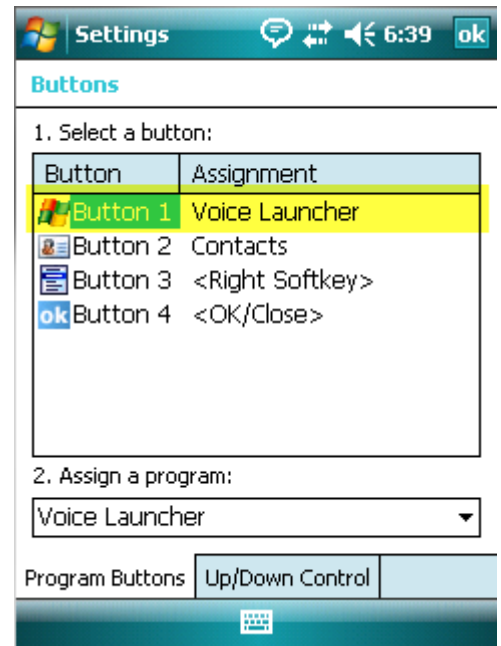 Settings 6:39 ok
Buttons
1. Select a button:
Button Assignment
Button 1 Voice Launcher
Button 2 Contacts
Button 3 <Right Softkey>
ok Button 4 <OK/Close>
2. Assign a program:
Voice Launcher
Program Buttons Up/Down Control